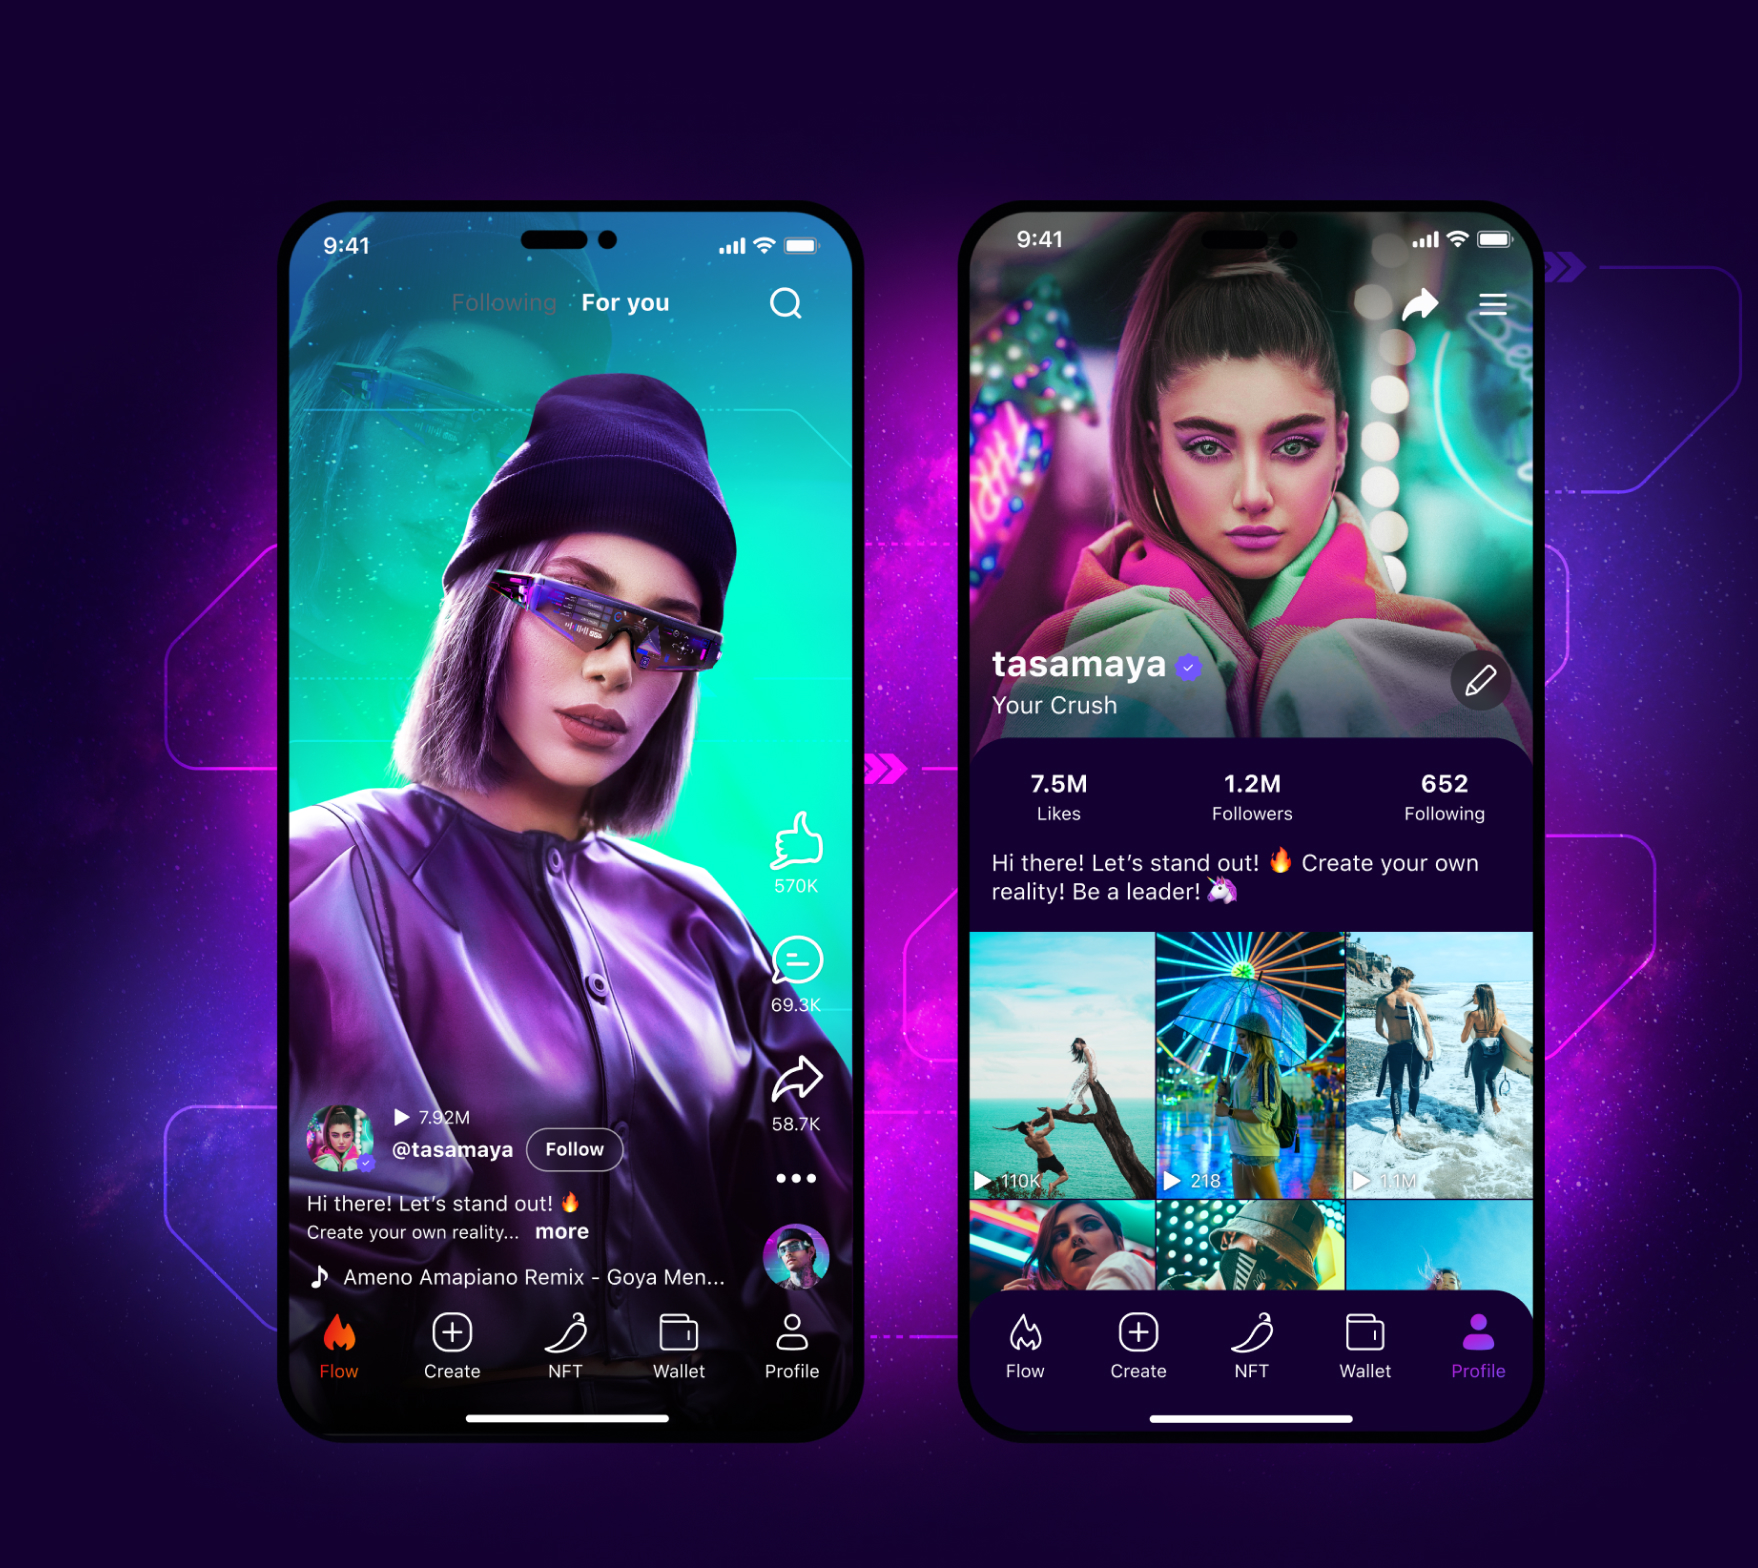 9:41
Following For you
570K
69.3K
58.7K
7.92M
@tasamaya Follow
Hi there! Let’s stand out! 🔥
Create your own reality... more
Ameno Amapiano Remix - Goya Men...
Flow Create NFT Wallet Profile
9:41
tasamaya
Your Crush
7.5M 1.2M 652
Likes Followers Following
Hi there! Let’s stand out! 🔥 Create your own
reality! Be a leader! 🦄
110K 218 1.1M
Flow Create NFT Wallet Profile